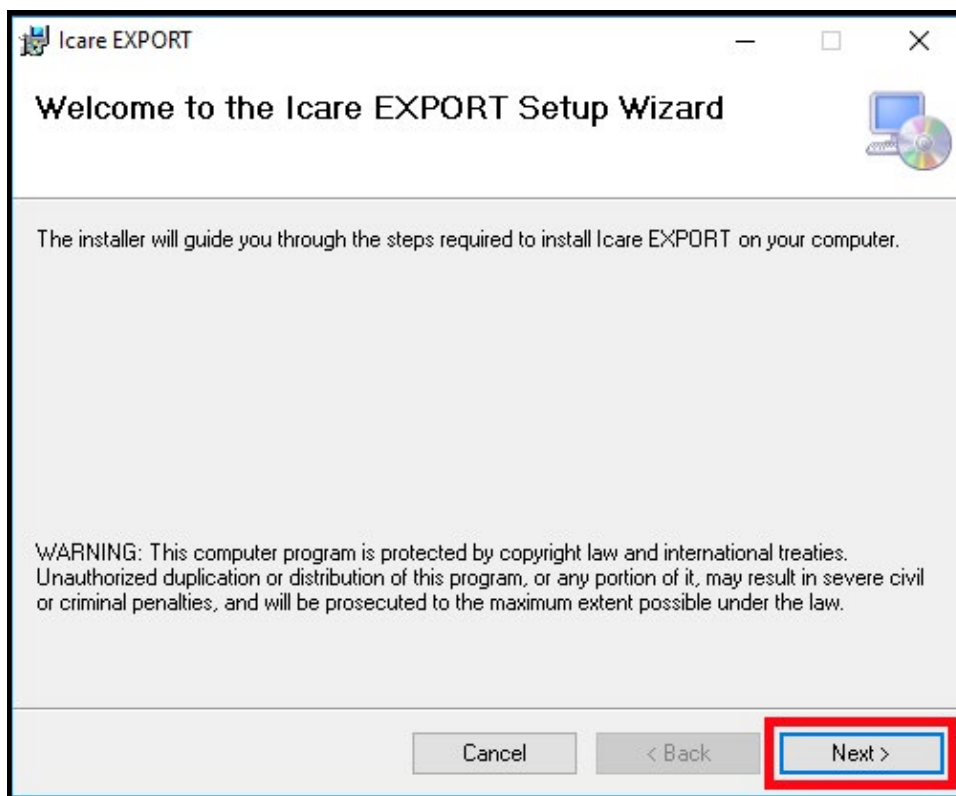 Icare EXPORT
Welcome to the Icare EXPORT Setup Wizard
The installer will guide you through the steps required to install Icare EXPORT on your computer.
WARNING: This computer program is protected by copyright law and international treaties.
Unauthorized duplication or distribution of this program, or any portion of it, may result in severe civil
or criminal penalties, and will be prosecuted to the maximum extent possible under the law.
Cancel
< Back
Next >